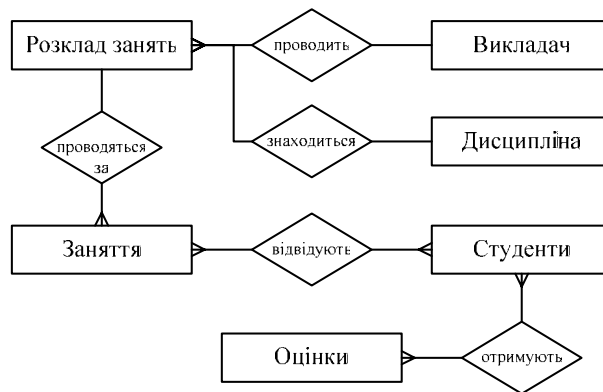 Розклад занять
проводить
Викладач
проводяться
за
знаходиться
Дисципліна
Заняття
відвідують
Студенти
Оцінки
отримують